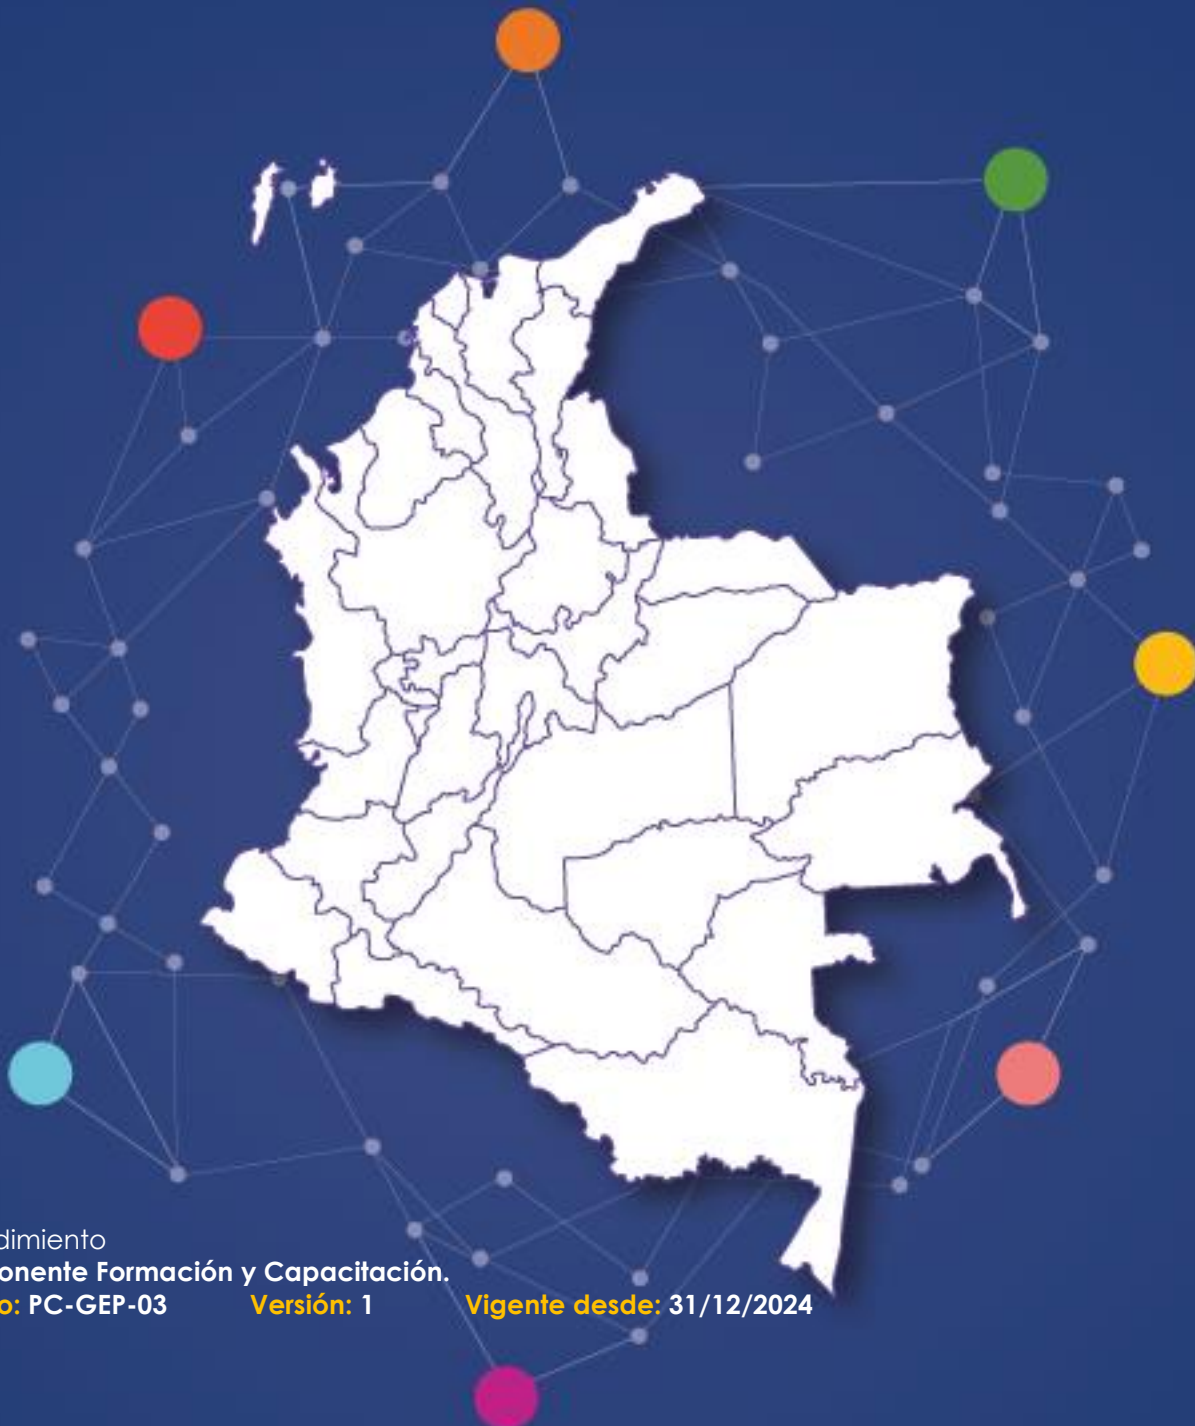 dimiento
onente Formación y Capacitación.
o: PC-GEP-03 Versión: 1 Vigente desde: 31/12/2024